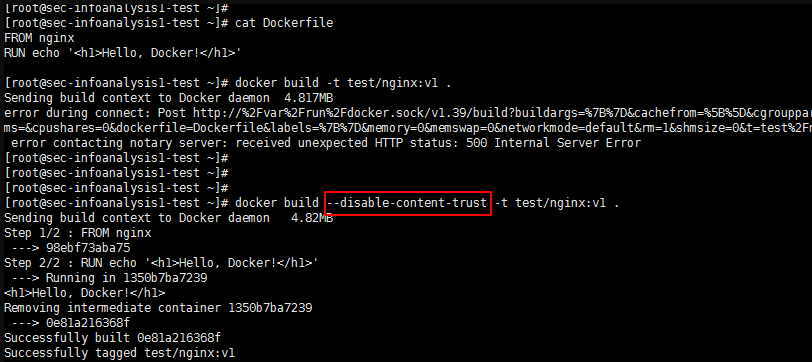 [root@sec-infoanalysis1-test ~]#
[root@sec-infoanalysis1-test ~]# cat Dockerfile
FROM nginx
RUN echo '<h1>Hello, Docker!</h1>'
[root@sec-infoanalysis1-test ~]# docker build -t test/nginx:v1 .
Sending build context to Docker daemon  4.817MB
error during connect: Post http://%2Fvar%2Frun%2Fdocker.sock/v1.39/build?buildargs=%7B%7D&cachefrom=%5B%5D&cgrouppar
ms=&cpushares=0&dockerfile=Dockerfile&labels=%7B%7D&memory=0&memswap=0&networkmode=default&rm=1&shmsize=0&t=test%2Fn
 error contacting notary server: received unexpected HTTP status: 500 Internal Server Error
[root@sec-infoanalysis1-test ~]#
[root@sec-infoanalysis1-test ~]#
[root@sec-infoanalysis1-test ~]#
[root@sec-infoanalysis1-test ~]# docker build --disable-content-trust -t test/nginx:v1 .
Sending build context to Docker daemon   4.82MB
Step 1/2 : FROM nginx
 ---> 98ebf73aba75
Step 2/2 : RUN echo '<h1>Hello, Docker!</h1>'
 ---> Running in 1350b7ba7239
<h1>Hello, Docker!</h1>
Removing intermediate container 1350b7ba7239
 ---> 0e81a216368f
Successfully built 0e81a216368f
Successfully tagged test/nginx:v1